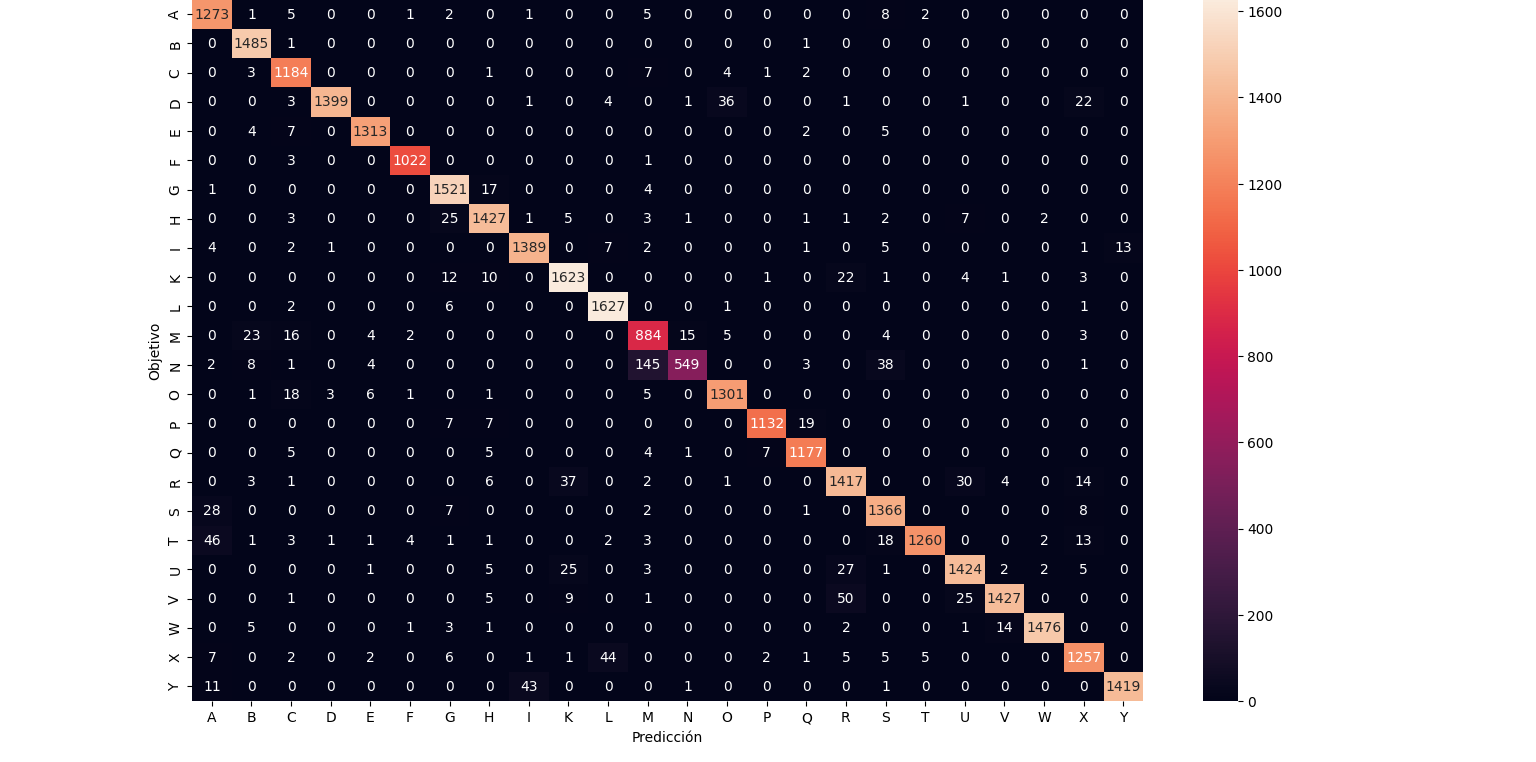 A 1273 1 5 0 0 1 2 0 1 0 0 5 0 0 0 0 0 8 2 0 0 0 0 0
B 0 1485 1 0 0 0 0 0 0 0 0 0 0 0 0 1 0 0 0 0 0 0 0 0
C 0 3 1184 0 0 0 0 1 0 0 0 7 0 4 1 2 0 0 0 0 0 0 0 0
D 0 0 3 1399 0 0 0 0 1 0 4 0 1 36 0 0 1 0 0 1 0 0 22 0
E 0 4 7 0 1313 0 0 0 0 0 0 0 0 0 0 2 0 5 0 0 0 0 0 0
F 0 0 3 0 0 1022 0 0 0 0 0 1 0 0 0 0 0 0 0 0 0 0 0 0
G 1 0 0 0 0 0 1521 17 0 0 0 4 0 0 0 0 0 0 0 0 0 0 0 0
H 0 0 3 0 0 0 25 1427 1 5 0 3 1 0 0 1 1 2 0 7 0 2 0 0
I 4 0 2 1 0 0 0 0 1389 0 7 2 0 0 0 1 0 5 0 0 0 0 1 13
K 0 0 0 0 0 0 12 10 0 1623 0 0 0 0 1 0 22 1 0 4 1 0 3 0
L 0 0 2 0 0 0 6 0 0 0 1627 0 0 1 0 0 0 0 0 0 0 0 1 0
M 0 23 16 0 4 2 0 0 0 0 0 884 15 5 0 0 0 4 0 0 0 0 3 0
N 2 8 1 0 4 0 0 0 0 0 0 145 549 0 0 3 0 38 0 0 0 0 1 0
O 0 1 18 3 6 1 0 1 0 0 0 5 0 1301 0 0 0 0 0 0 0 0 0 0
P 0 0 0 0 0 0 7 7 0 0 0 0 0 0 1132 19 0 0 0 0 0 0 0 0
Q 0 0 5 0 0 0 0 5 0 0 0 4 1 0 7 1177 0 0 0 0 0 0 0 0
R 0 3 1 0 0 0 0 6 0 37 0 2 0 1 0 0 1417 0 0 30 4 0 14 0
S 28 0 0 0 0 0 7 0 0 0 0 2 0 0 0 1 0 1366 0 0 0 0 8 0
T 46 1 3 1 1 4 1 1 0 0 2 3 0 0 0 0 0 18 1260 0 0 2 13 0
U 0 0 0 0 1 0 0 5 0 25 0 3 0 0 0 0 27 1 0 1424 2 2 5 0
V 0 0 1 0 0 0 0 5 0 9 0 1 0 0 0 0 50 0 0 25 1427 0 0 0
W 0 5 0 0 0 1 3 1 0 0 0 0 0 0 0 0 2 0 0 1 14 1476 0 0
X 7 0 2 0 2 0 6 0 1 1 44 0 0 0 2 1 5 5 5 0 0 0 1257 0
Y 11 0 0 0 0 0 0 0 43 0 0 0 1 0 0 0 0 1 0 0 0 0 0 1419
A B C D E F G H I K L M N O P Q R S T U V W X Y
Predicción
Objetivo
1600
1400
1200
1000
800
600
400
200
0